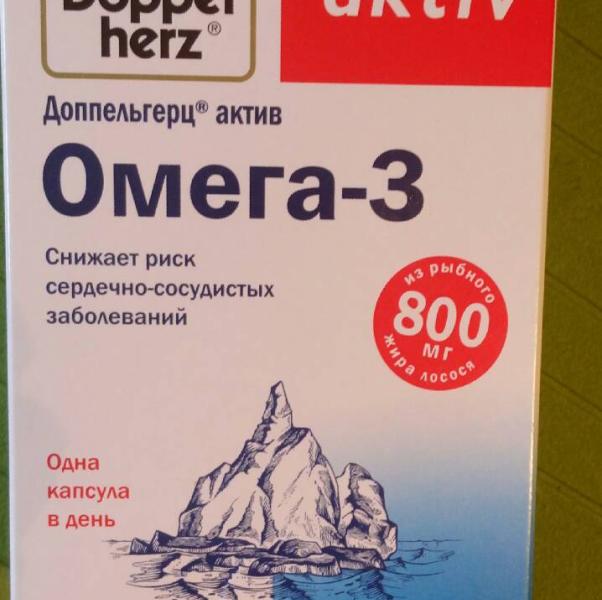 Doppel
herz®
aktiv
Доппельгерц® актив
Омега-3
Снижает риск
сердечно-сосудистых
заболеваний
из рыбного
800
мг
жира лосося
Одна
капсула
в день